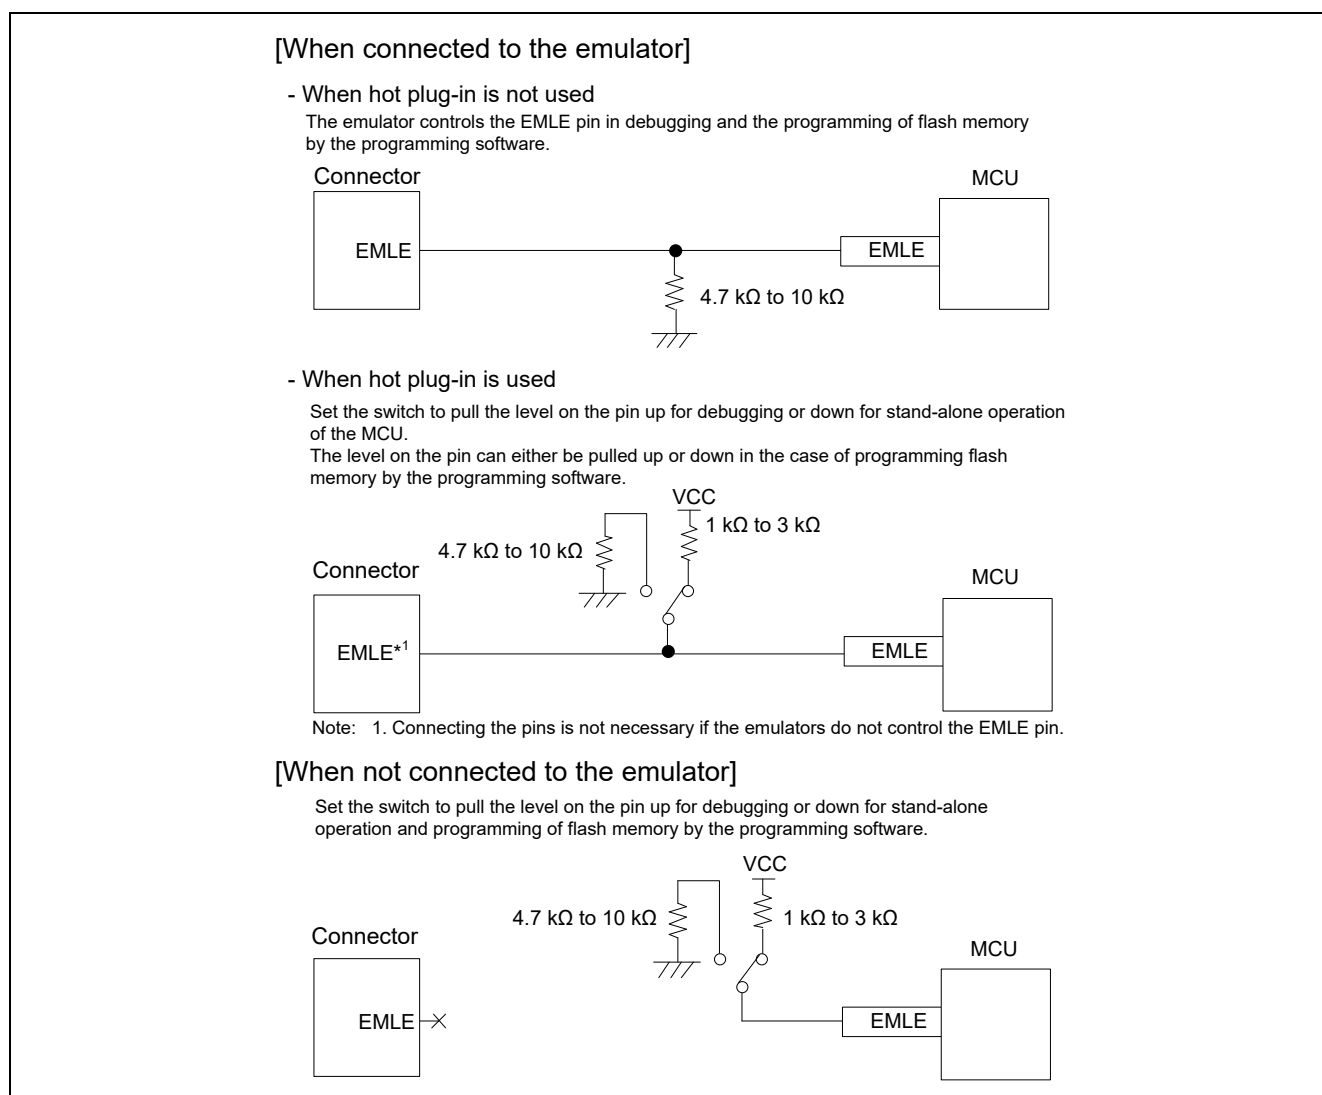 [When connected to the emulator]
- When hot plug-in is not used
The emulator controls the EMLE pin in debugging and the programming of flash memory
by the programming software.
Connector
MCU
EMLE
EMLE
4.7 kΩ to 10 kΩ
- When hot plug-in is used
Set the switch to pull the level on the pin up for debugging or down for stand-alone operation
of the MCU.
The level on the pin can either be pulled up or down in the case of programming flash
memory by the programming software.
VCC
1 kΩ to 3 kΩ
4.7 kΩ to 10 kΩ
Connector
MCU
EMLE*1
EMLE
Note: 1. Connecting the pins is not necessary if the emulators do not control the EMLE pin.
[When not connected to the emulator]
Set the switch to pull the level on the pin up for debugging or down for stand-alone
operation and programming of flash memory by the programming software.
VCC
4.7 kΩ to 10 kΩ
1 kΩ to 3 kΩ
Connector
MCU
EMLE
EMLE